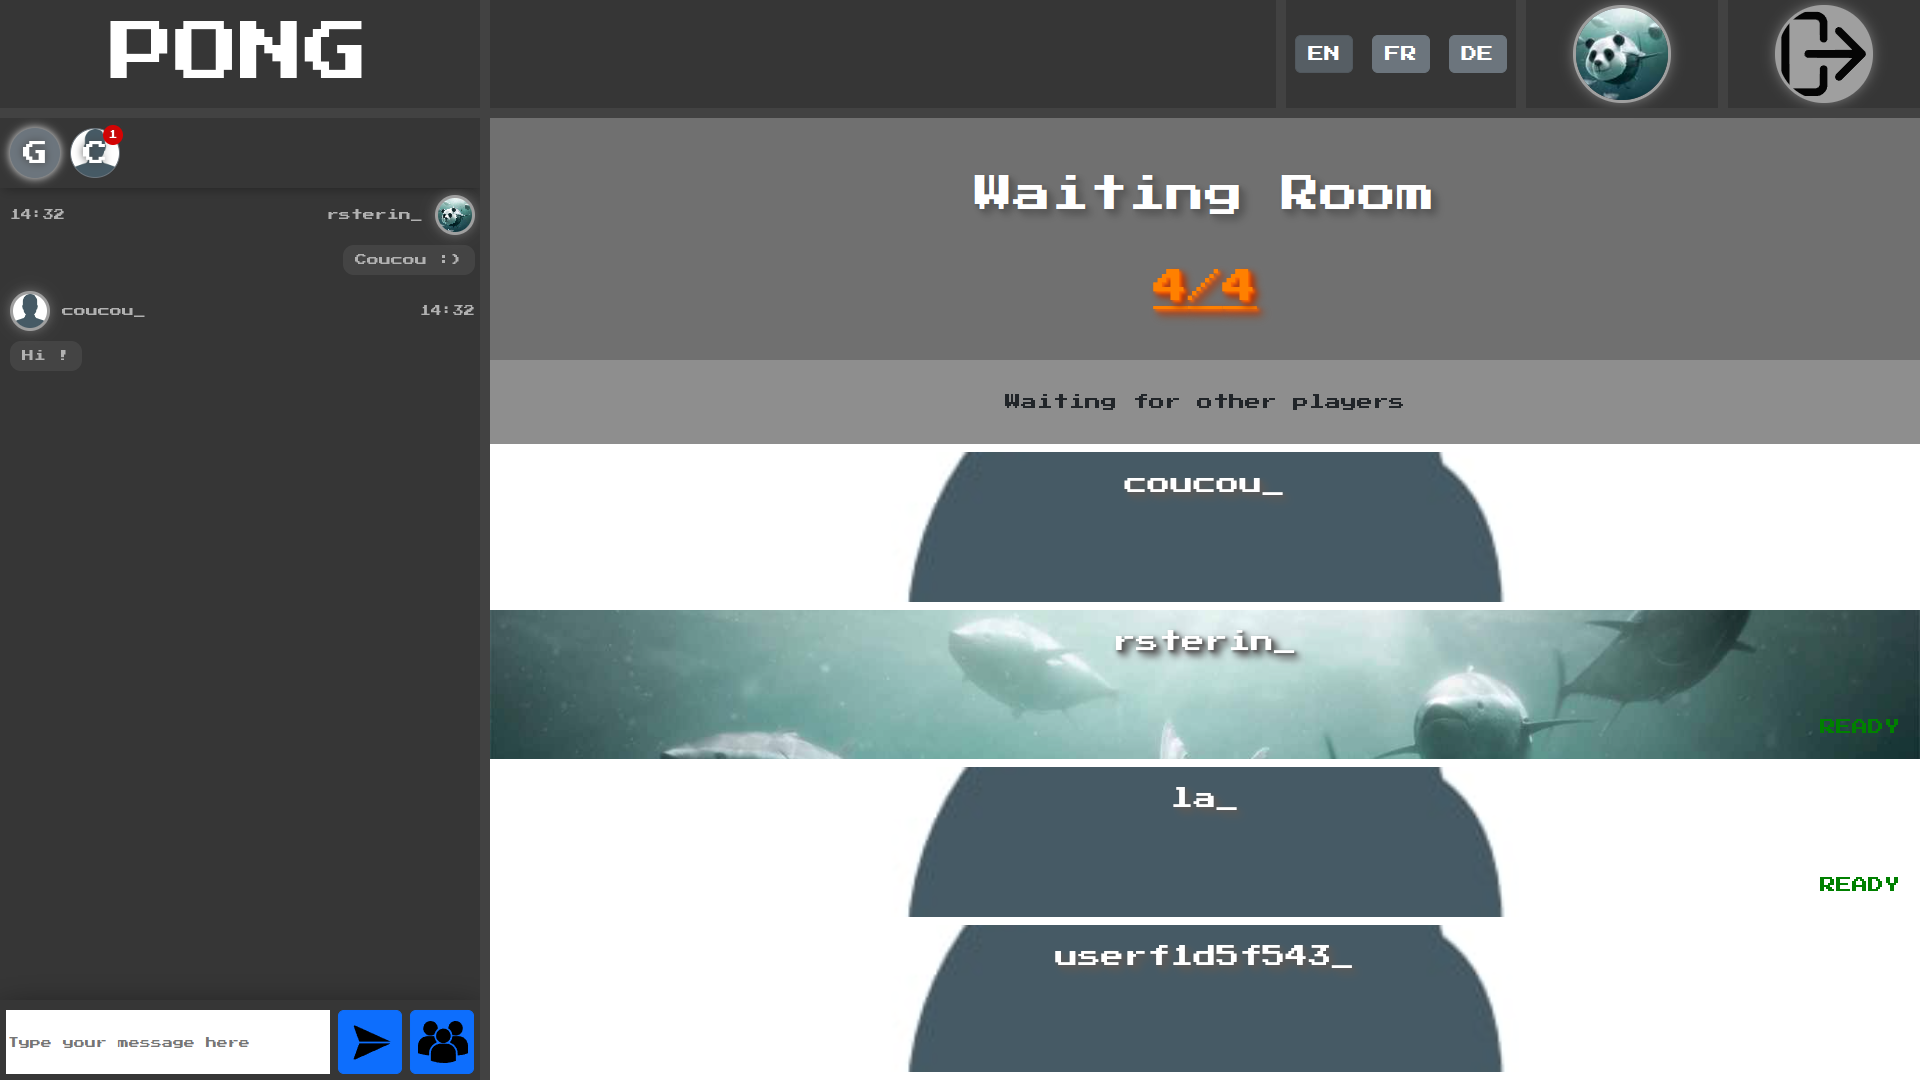 PONG
EN FR DE
G C 1
14:32 rsterin_
Coucou :)
coucou_ 14:32
Hi !
Type your message here
Waiting Room
4/4
Waiting for other players
coucou_
rsterin_
READY
la_
READY
userf1d5f543_